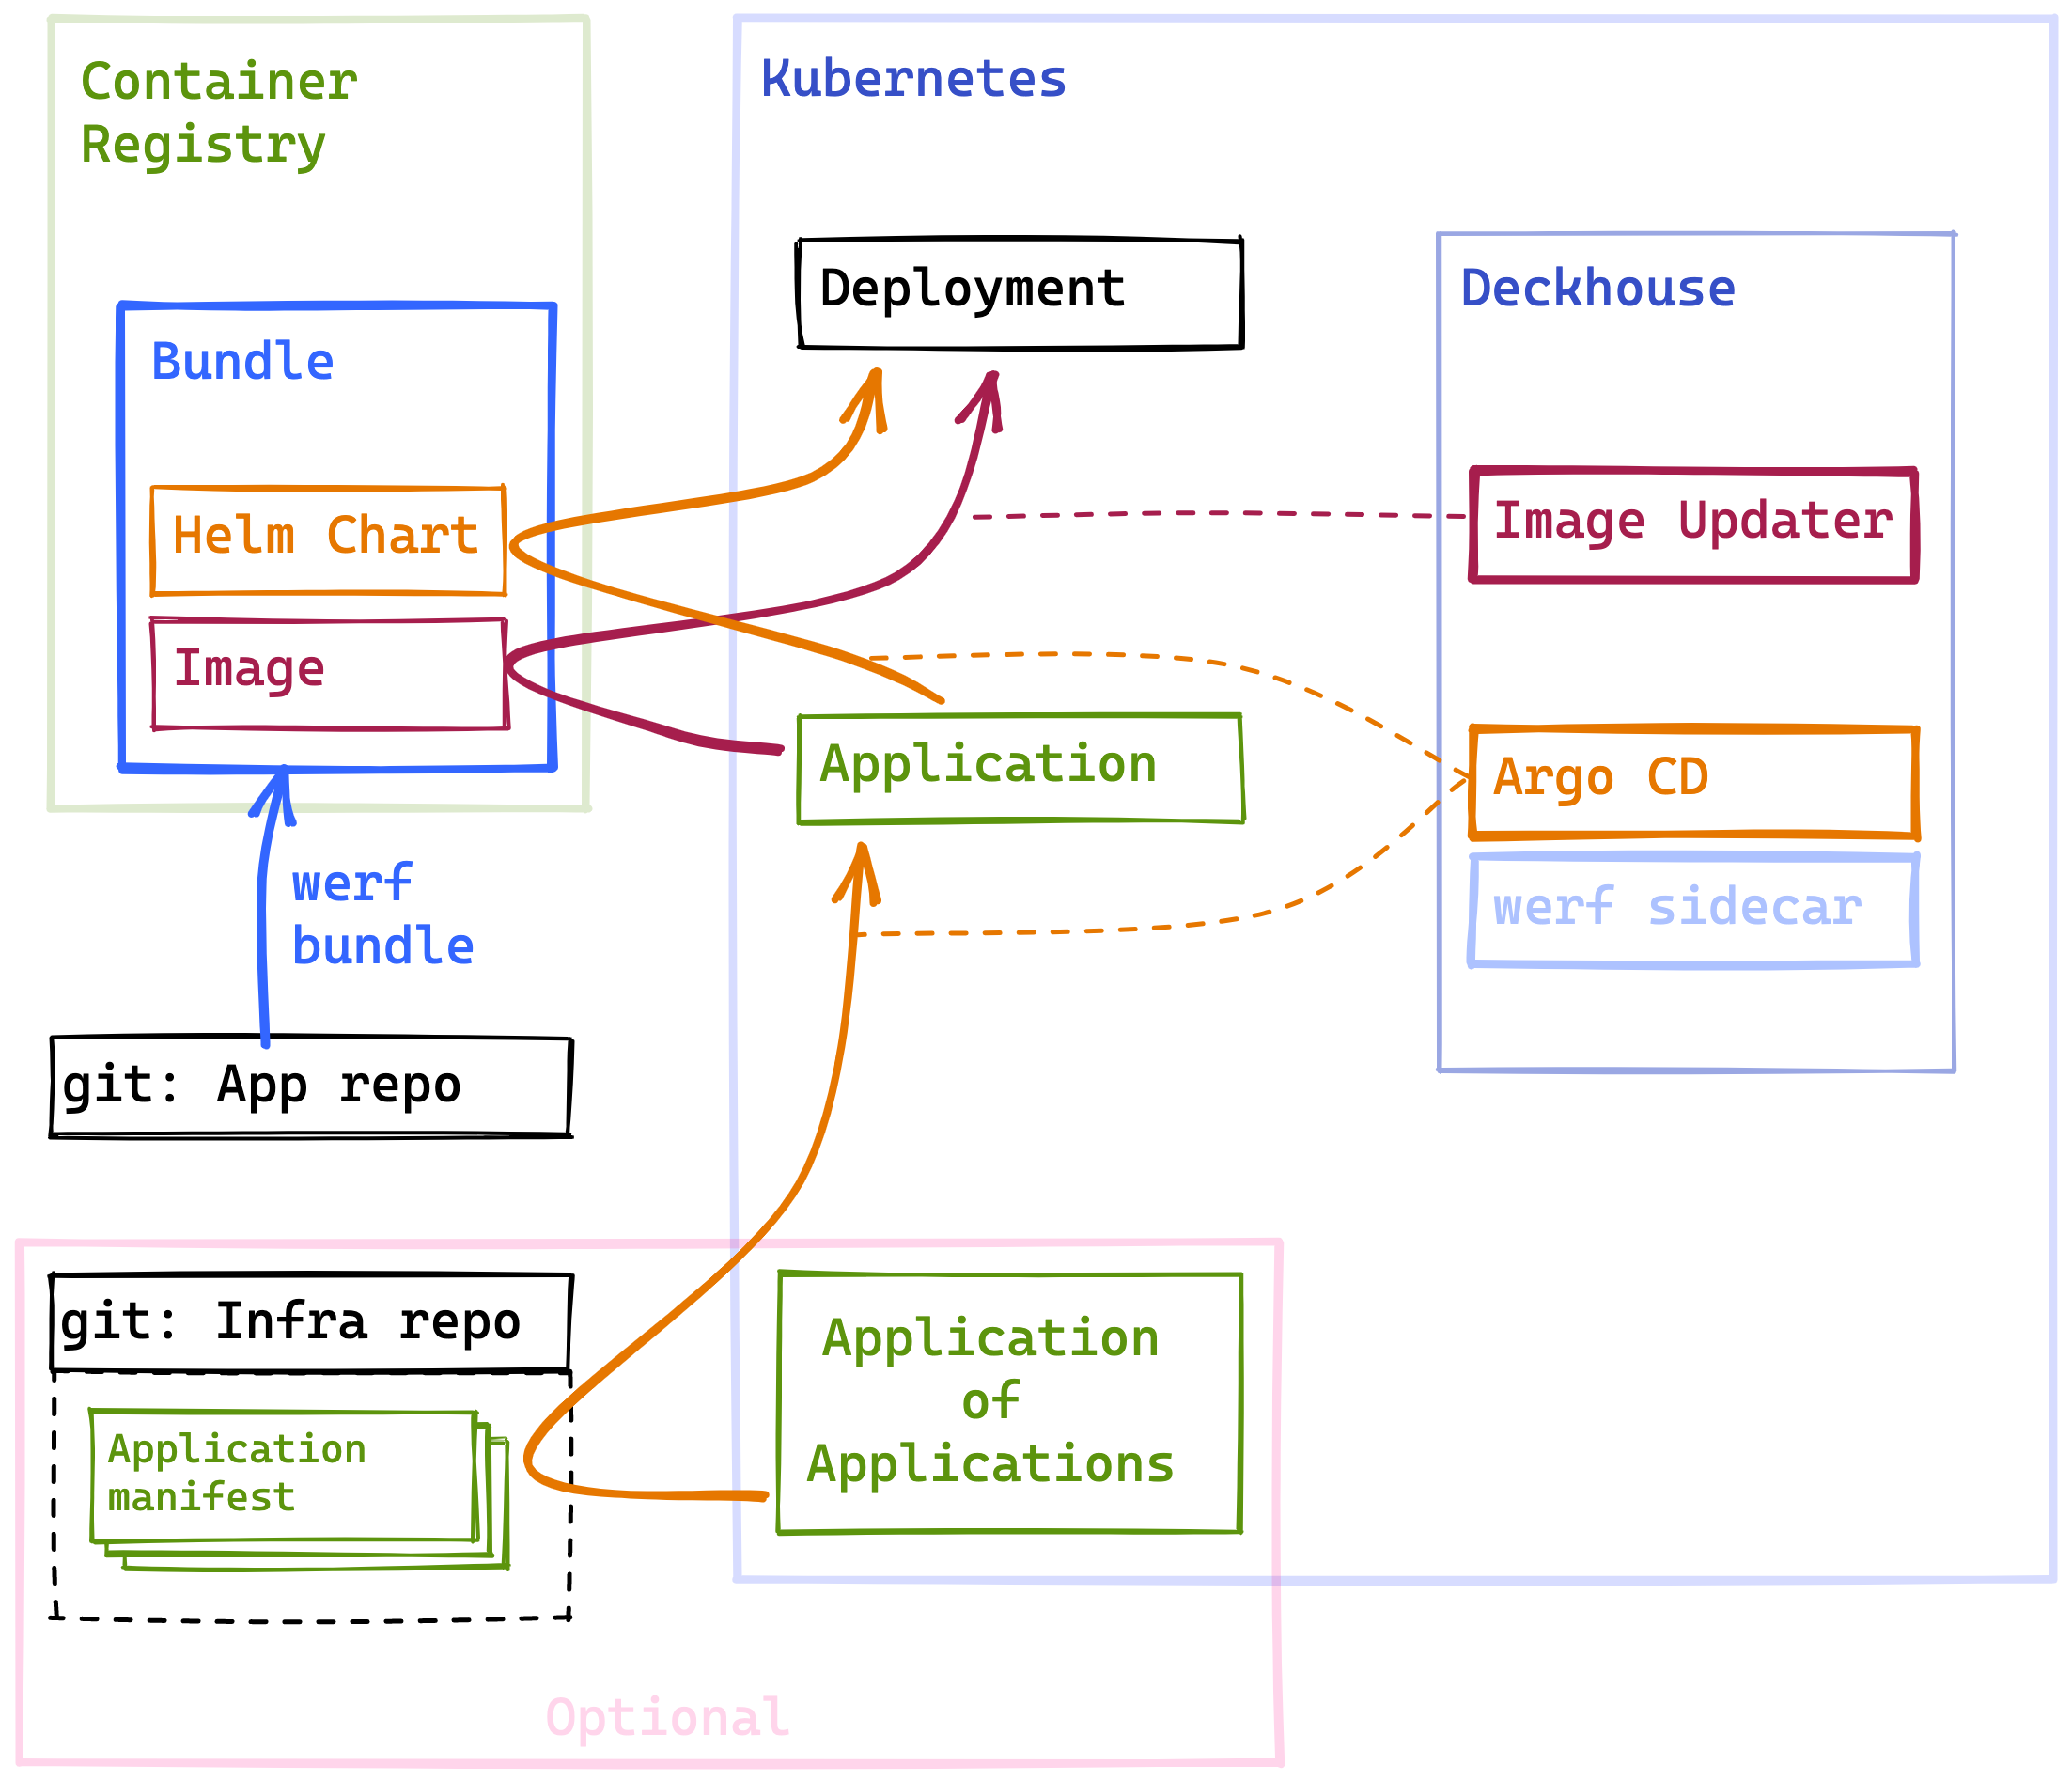 Container
Registry
Bundle
Helm Chart
Image
werf
bundle
git: App repo
git: Infra repo
Application
manifest
Optional
Kubernetes
Deployment
Application
Application
of
Applications
Deckhouse
Image Updater
Argo CD
werf sidecar